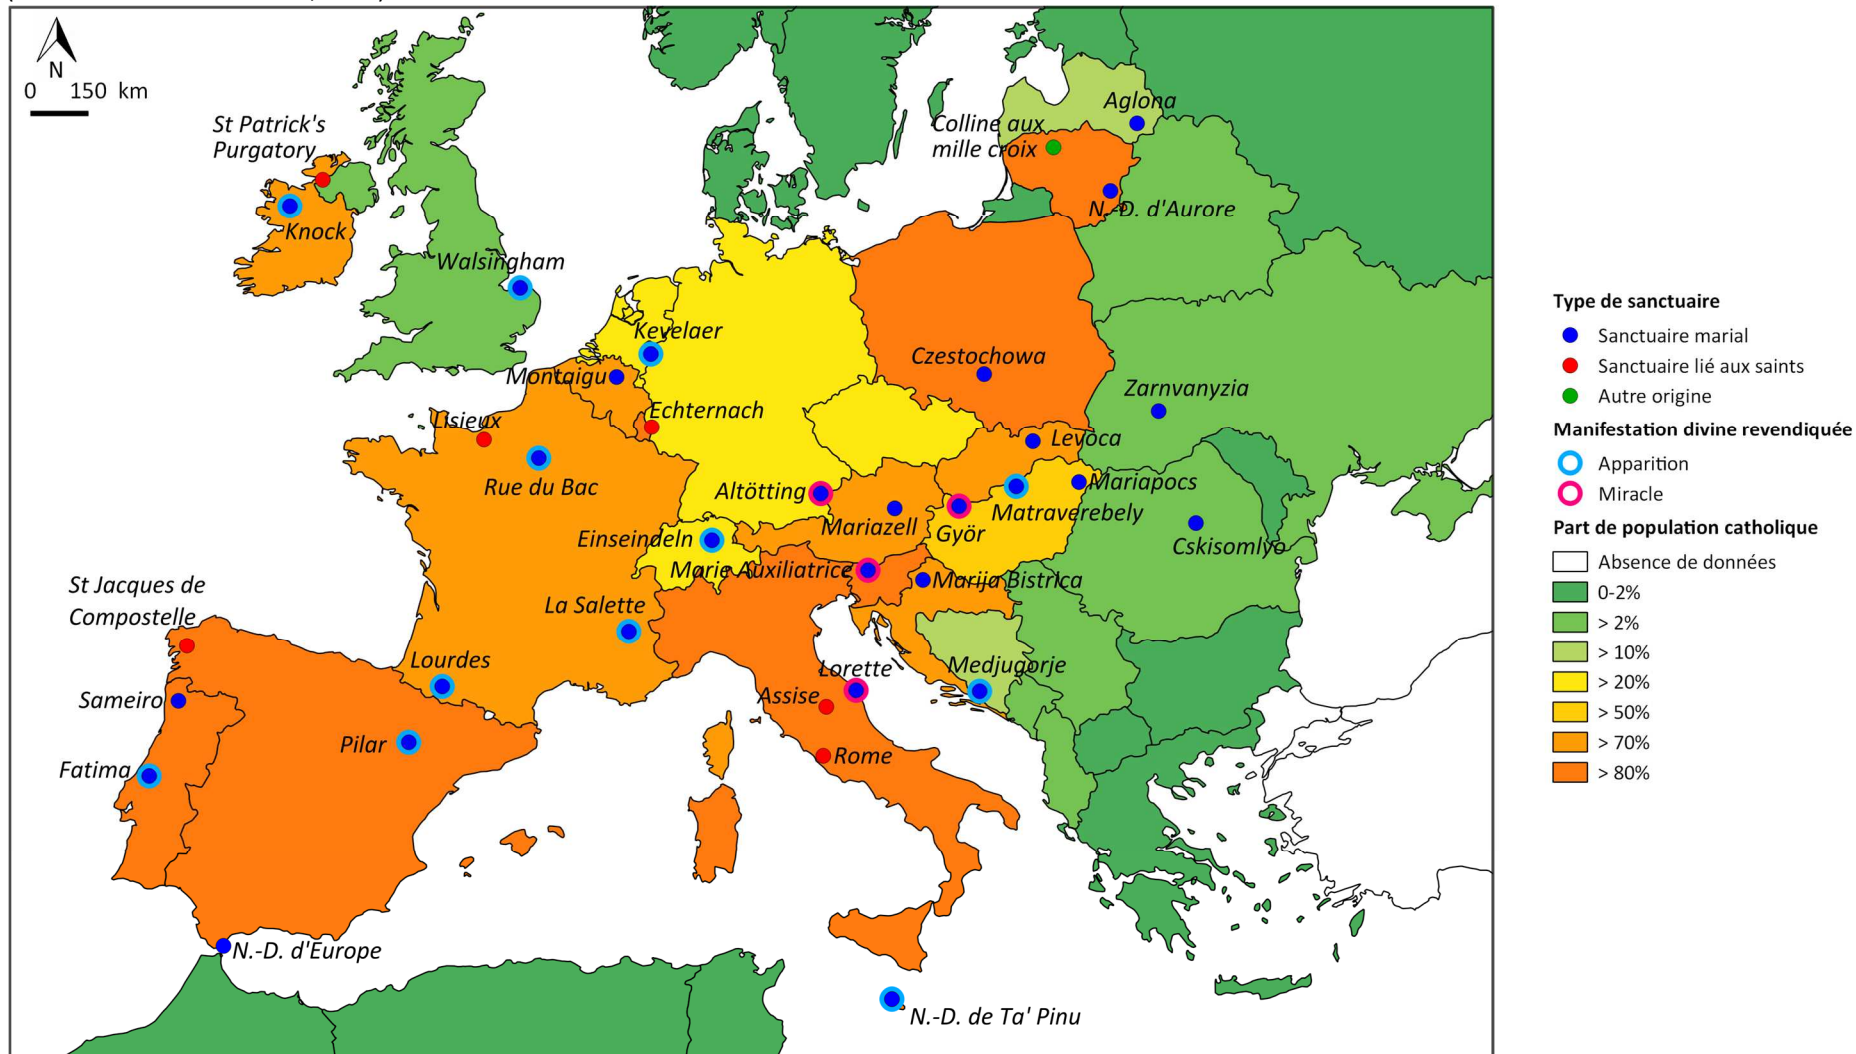 N
0 150 km
St Patrick's
Purgatory
Knock
Walsingham
Colline aux
mille croix
Aglona
N.-D. d'Aurore
Kevelaer
Montaigu
Echternach
Lisieux
Rue du Bac
Czestochowa
Zarnvanyzia
Levoca
Altötting
Mariazell
Györ
Matraverebely
Mariapocs
Cskisomlyo
Einseindeln
Marie Auxiliatrice
Marija Bistrica
La Salette
St Jacques de
Compostelle
Lourdes
Lorette
Medjugorje
Sameiro
Assise
Pilar
Rome
Fatima
N.-D. d'Europe
N.-D. de Ta' Pinu
Type de sanctuaire
Sanctuaire marial
Sanctuaire lié aux saints
Autre origine
Manifestation divine revendiquée
Apparition
Miracle
Part de population catholique
Absence de données
0-2%
> 2%
> 10%
> 20%
> 50%
> 70%
> 80%